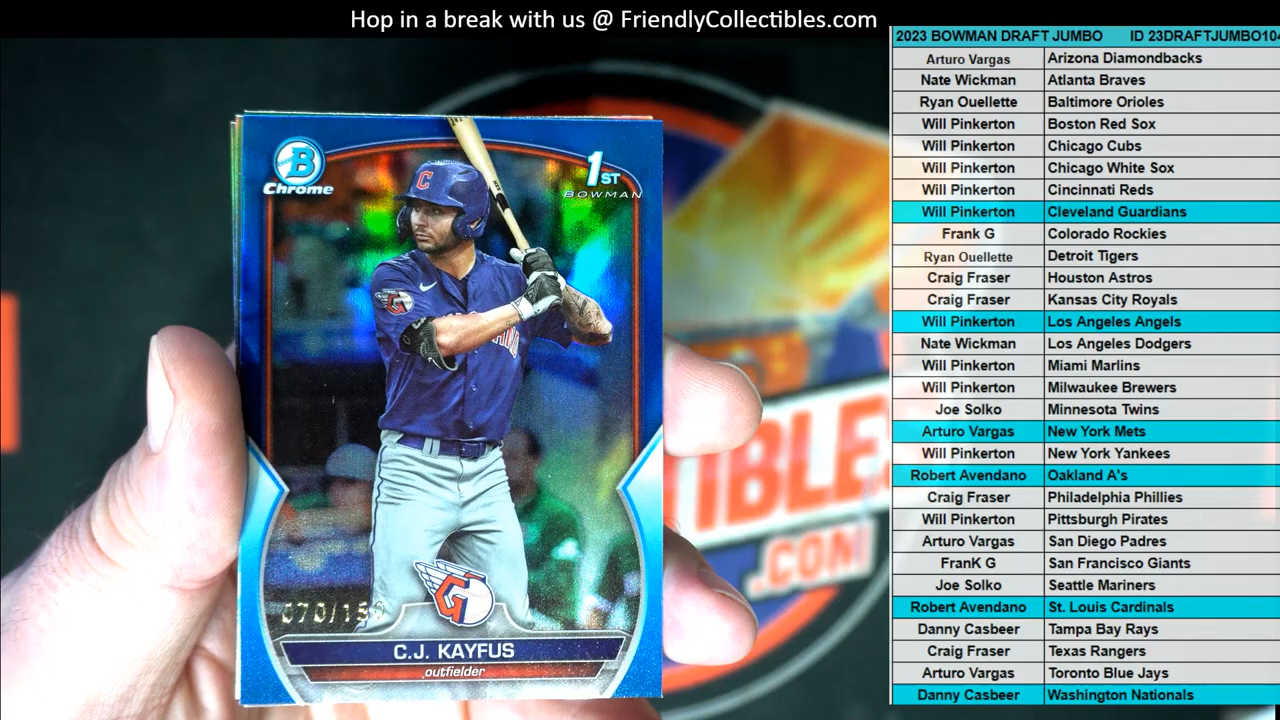 Hop in a break with us @ FriendlyCollectibles.com
2023 BOWMAN DRAFT JUMBO ID 23DRAFTJUMBO104
Arturo Vargas Arizona Diamondbacks
Nate Wickman Atlanta Braves
Ryan Ouellette Baltimore Orioles
Will Pinkerton Boston Red Sox
Will Pinkerton Chicago Cubs
Will Pinkerton Chicago White Sox
Will Pinkerton Cincinnati Reds
Will Pinkerton Cleveland Guardians
Frank G Colorado Rockies
Ryan Ouellette Detroit Tigers
Craig Fraser Houston Astros
Craig Fraser Kansas City Royals
Will Pinkerton Los Angeles Angels
Nate Wickman Los Angeles Dodgers
Will Pinkerton Miami Marlins
Will Pinkerton Milwaukee Brewers
Joe Solko Minnesota Twins
Arturo Vargas New York Mets
Will Pinkerton New York Yankees
Robert Avendano Oakland A's
Craig Fraser Philadelphia Phillies
Will Pinkerton Pittsburgh Pirates
Arturo Vargas San Diego Padres
FranK G San Francisco Giants
Joe Solko Seattle Mariners
Robert Avendano St. Louis Cardinals
Danny Casbeer Tampa Bay Rays
Craig Fraser Texas Rangers
Arturo Vargas Toronto Blue Jays
Danny Casbeer Washington Nationals
B
Chrome
1ST
BOWMAN
C
C.J. KAYFUS
outfielder
.COM